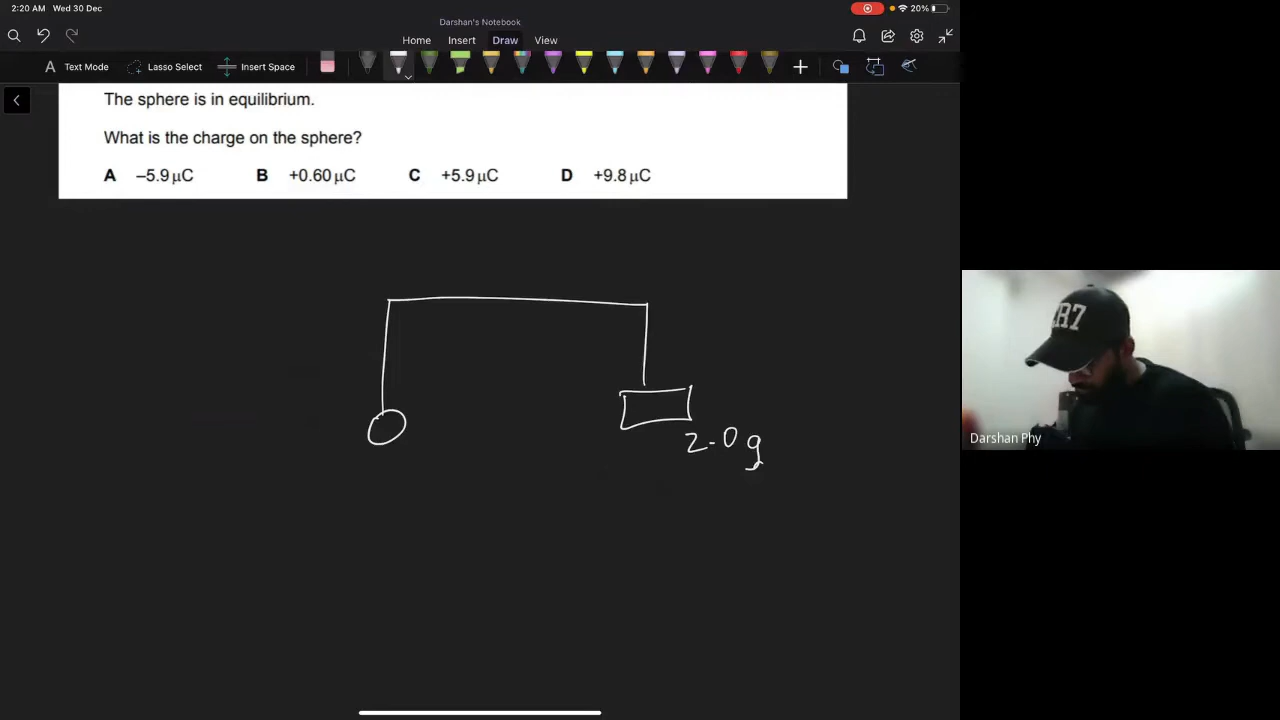 2:20 AM Wed 30 Dec
20%
Darshan's Notebook
Home Insert Draw View
A Text Mode Lasso Select Insert Space
The sphere is in equilibrium.
What is the charge on the sphere?
A –5.9 μC B +0.60 μC C +5.9 μC D +9.8 μC
2.0 g
Darshan Phy